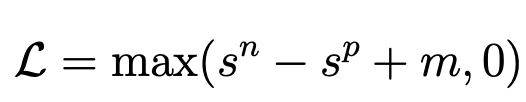 ℒ = max(sⁿ − sᵖ + m, 0)